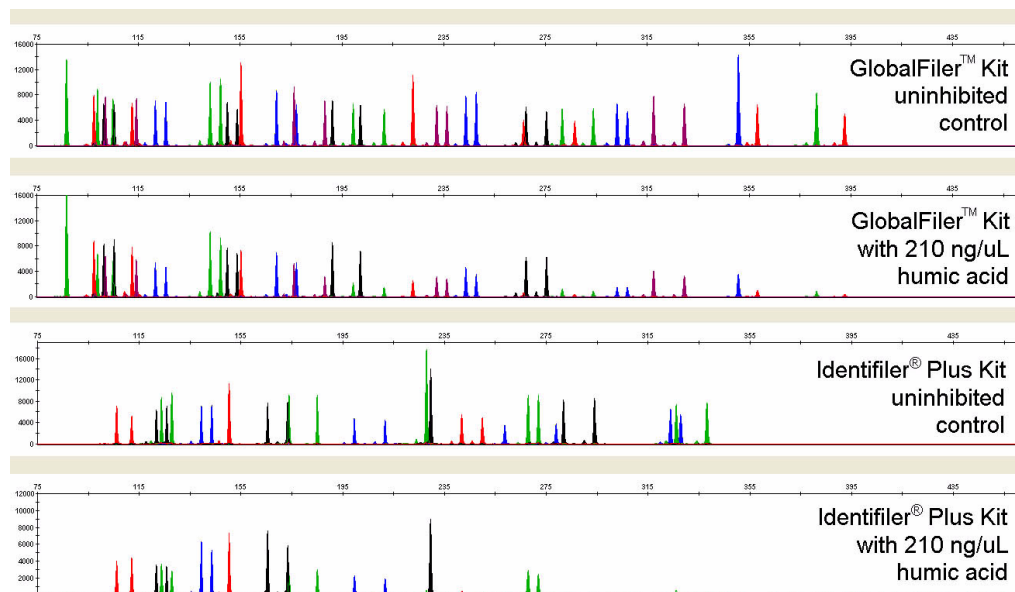 75 115 155 195 235 275 315 355 395 435
16000
12000
8000
4000
0
GlobalFiler™ Kit
uninhibited
control
75 115 155 195 235 275 315 355 395 435
16000
12000
8000
4000
0
GlobalFiler™ Kit
with 210 ng/uL
humic acid
75 115 155 195 235 275 315 355 395 435
16000
12000
8000
4000
0
Identifiler® Plus Kit
uninhibited
control
75 115 155 195 235 275 315 355 395 435
12000
10000
8000
6000
4000
2000
Identifiler® Plus Kit
with 210 ng/uL
humic acid